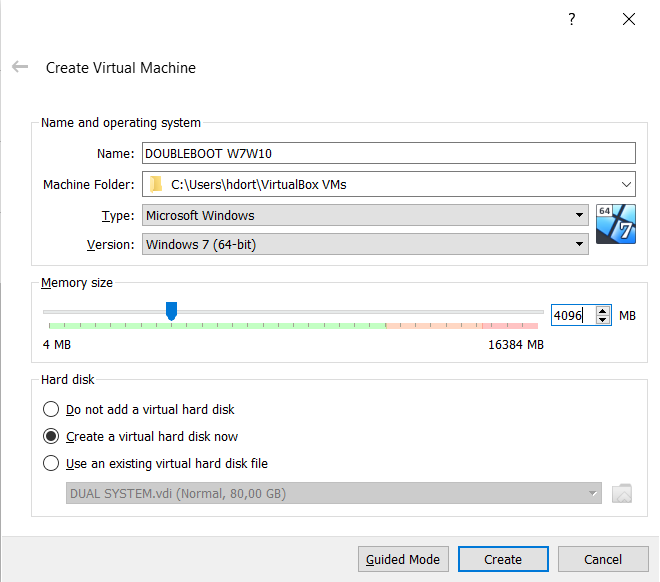 ?
Create Virtual Machine
Name and operating system
Name: DOUBLEBOOT W7W10
Machine Folder: C:\Users\hdort\VirtualBox VMs
Type: Microsoft Windows
64
7
Version: Windows 7 (64-bit)
Memory size
4096 MB
4 MB 16384 MB
Hard disk
Do not add a virtual hard disk
Create a virtual hard disk now
Use an existing virtual hard disk file
DUAL SYSTEM.vdi (Normal, 80,00 GB)
Guided Mode Create Cancel